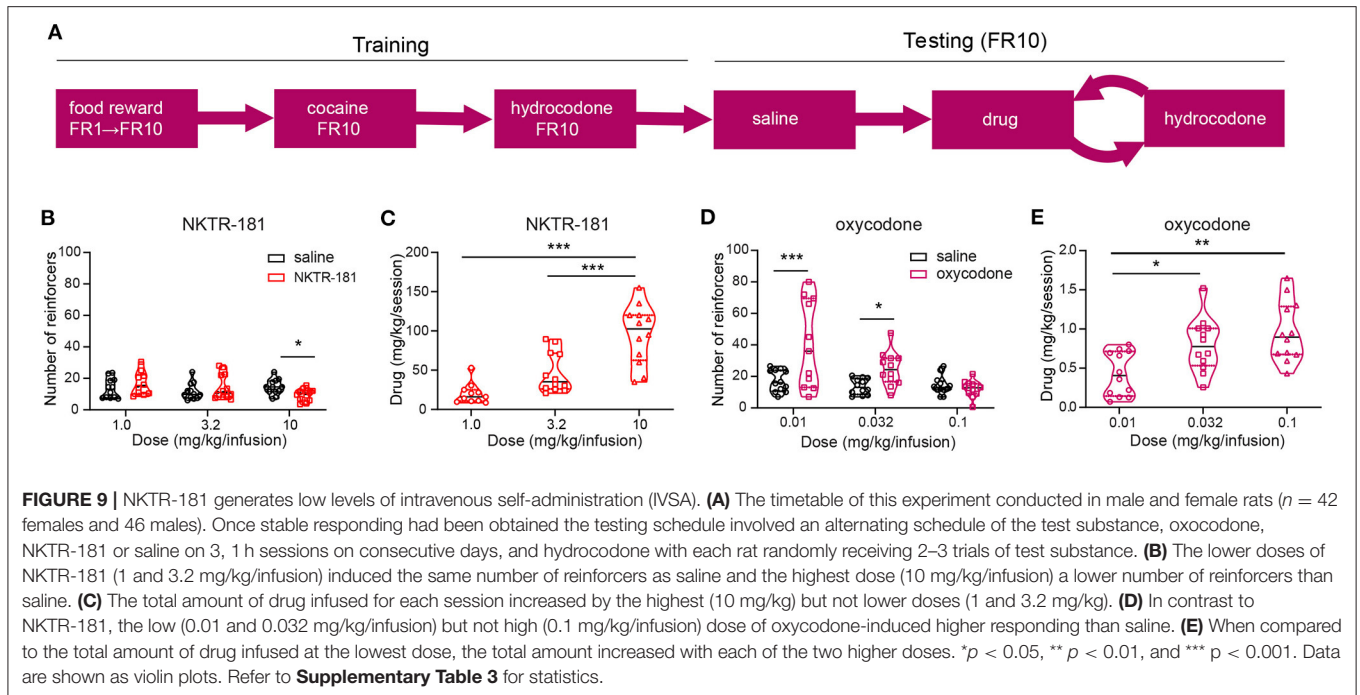 A
Training
Testing (FR10)
food reward
FR1→FR10
cocaine
FR10
hydrocodone
FR10
saline
drug
hydrocodone
B
NKTR-181
Number of reinforcers
100
80
60
40
20
0
saline
NKTR-181
*
1.0
3.2
10
Dose (mg/kg/infusion)
C
NKTR-181
Drug (mg/kg/session)
200
150
100
50
0
***
***
1.0
3.2
10
Dose (mg/kg/infusion)
D
oxycodone
Number of reinforcers
100
80
60
40
20
0
***
*
saline
oxycodone
0.01
0.032
0.1
Dose (mg/kg/infusion)
E
oxycodone
Drug (mg/kg/session)
2.0
1.5
1.0
0.5
0.0
**
*
0.01
0.032
0.1
Dose (mg/kg/infusion)
FIGURE 9 | NKTR-181 generates low levels of intravenous self-administration (IVSA). (A) The timetable of this experiment conducted in male and female rats (n = 42
females and 46 males). Once stable responding had been obtained the testing schedule involved an alternating schedule of the test substance, oxocodone,
NKTR-181 or saline on 3, 1 h sessions on consecutive days, and hydrocodone with each rat randomly receiving 2–3 trials of test substance. (B) The lower doses of
NKTR-181 (1 and 3.2 mg/kg/infusion) induced the same number of reinforcers as saline and the highest dose (10 mg/kg/infusion) a lower number of reinforcers than
saline. (C) The total amount of drug infused for each session increased by the highest (10 mg/kg) but not lower doses (1 and 3.2 mg/kg). (D) In contrast to
NKTR-181, the low (0.01 and 0.032 mg/kg/infusion) but not high (0.1 mg/kg/infusion) dose of oxycodone-induced higher responding than saline. (E) When compared
to the total amount of drug infused at the lowest dose, the total amount increased with each of the two higher doses. *p < 0.05, ** p < 0.01, and *** p < 0.001. Data
are shown as violin plots. Refer to Supplementary Table 3 for statistics.